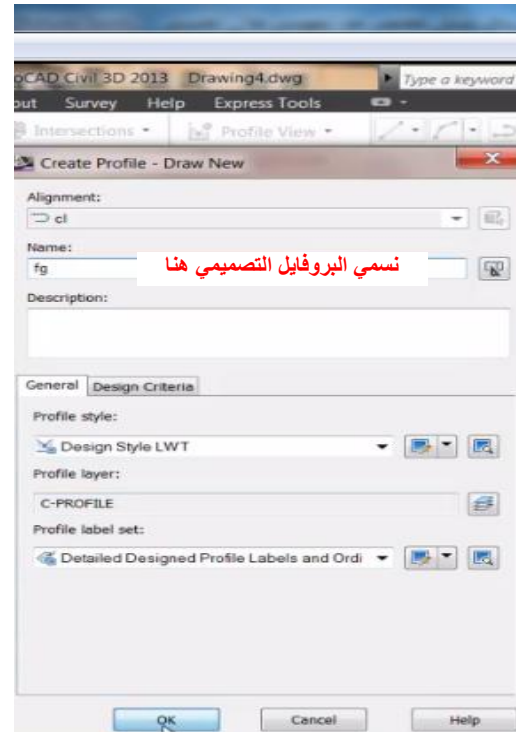 oCAD Civil 3D 2013 Drawing4.dwg Type a keyword
out Survey Help Express Tools
Intersections Profile View
Create Profile - Draw New
Alignment:
cl
Name:
fg نسمي البروفايل التصميمي هنا
Description:
General Design Criteria
Profile style:
Design Style LWT
Profile layer:
C-PROFILE
Profile label set:
Detailed Designed Profile Labels and Ordi
OK Cancel Help